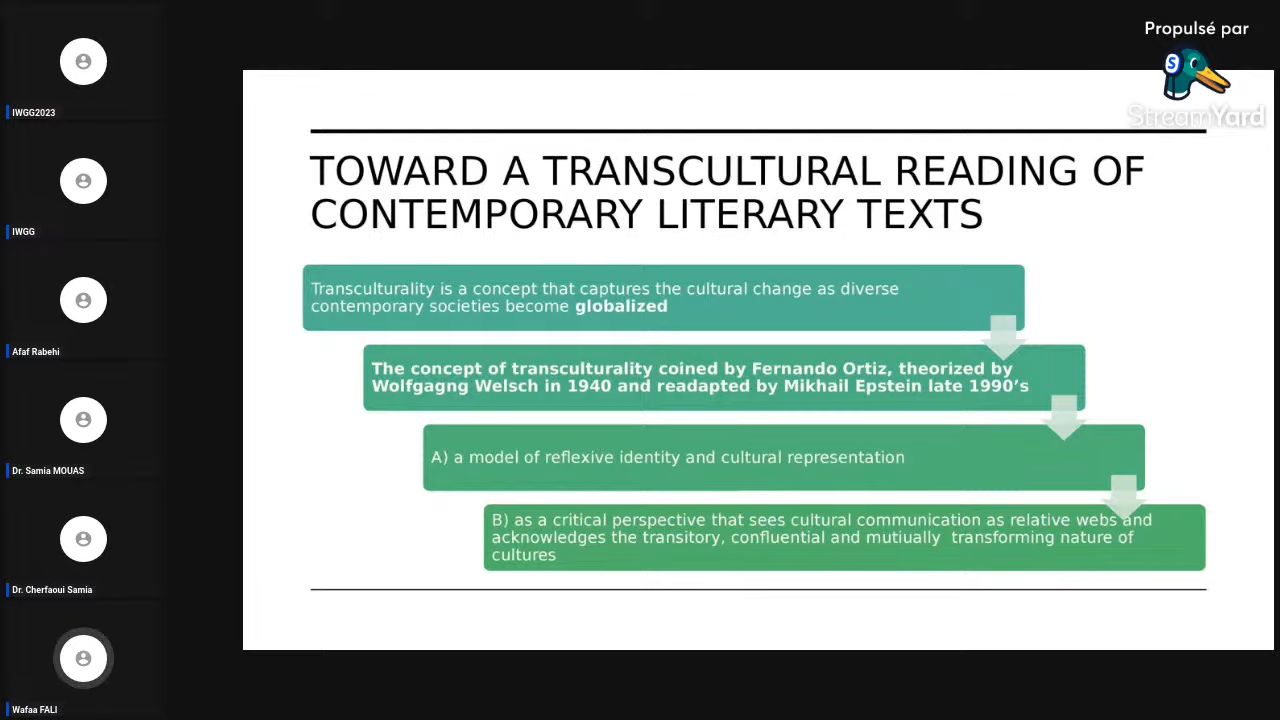 Propulsé par
StreamYard
IWGG2023
IWGG
Afaf Rabehi
Dr. Samia MOUAS
Dr. Cherfaoui Samia
Wafaa FALI
TOWARD A TRANSCULTURAL READING OF
CONTEMPORARY LITERARY TEXTS
Transculturality is a concept that captures the cultural change as diverse
contemporary societies become globalized
The concept of transculturality coined by Fernando Ortiz, theorized by
Wolfgagng Welsch in 1940 and readapted by Mikhail Epstein late 1990’s
A) a model of reflexive identity and cultural representation
B) as a critical perspective that sees cultural communication as relative webs and
acknowledges the transitory, confluential and mutiually  transforming nature of
cultures